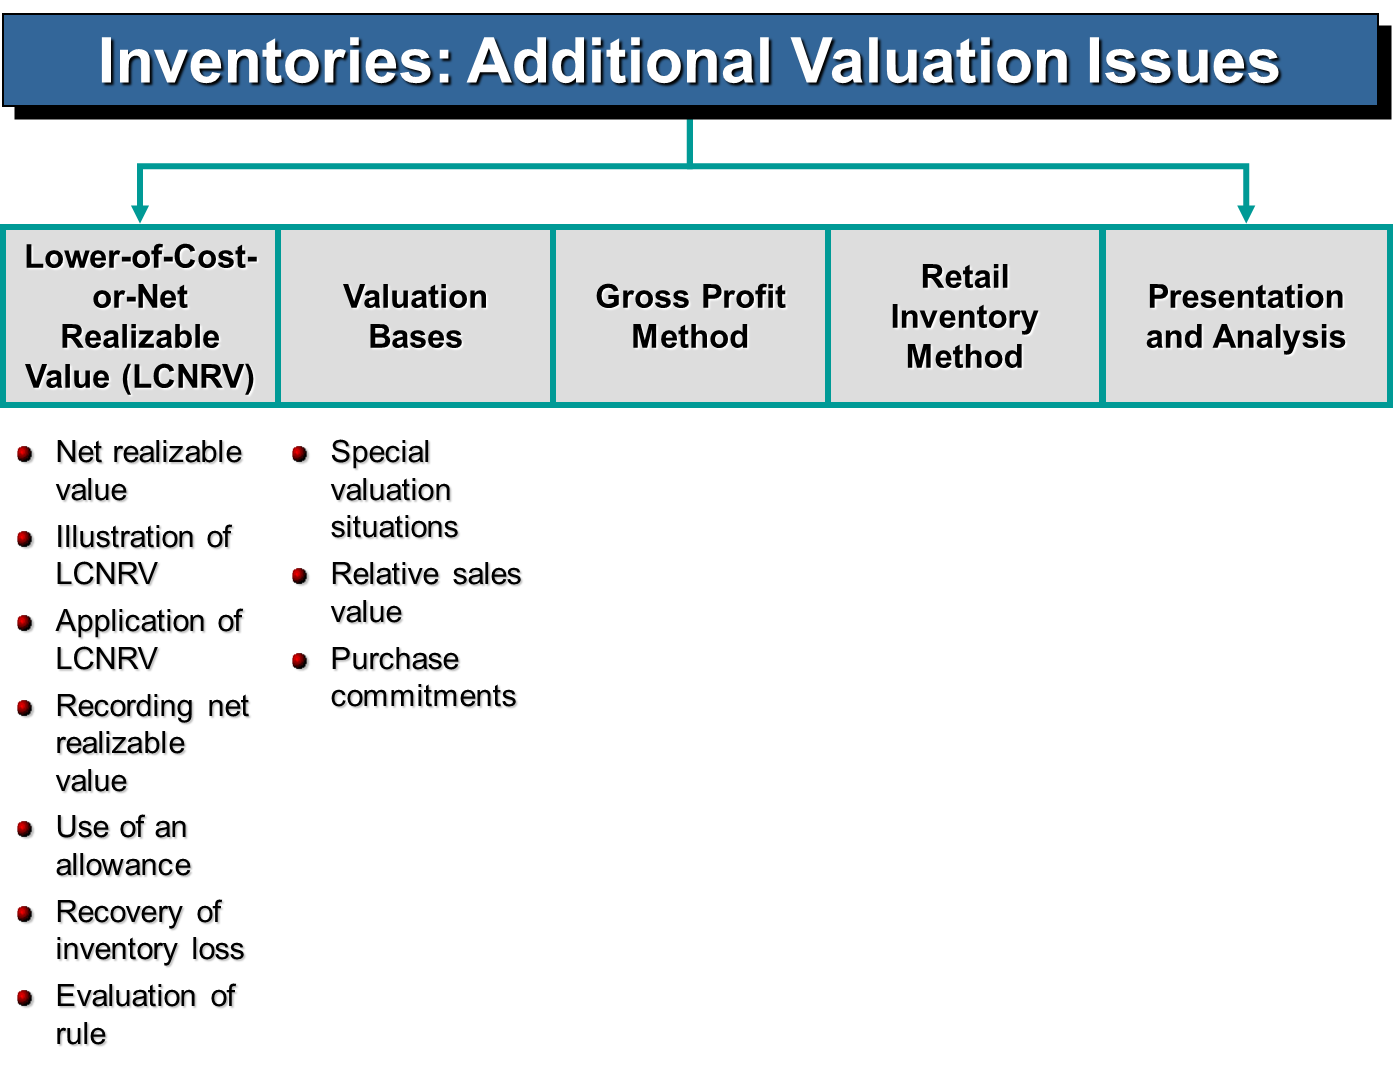 Inventories: Additional Valuation Issues
Lower-of-Cost-
or-Net
Realizable
Value (LCNRV)
Valuation
Bases
Gross Profit
Method
Retail
Inventory
Method
Presentation
and Analysis
Net realizable
value
Illustration of
LCNRV
Application of
LCNRV
Recording net
realizable
value
Use of an
allowance
Recovery of
inventory loss
Evaluation of
rule
Special
valuation
situations
Relative sales
value
Purchase
commitments